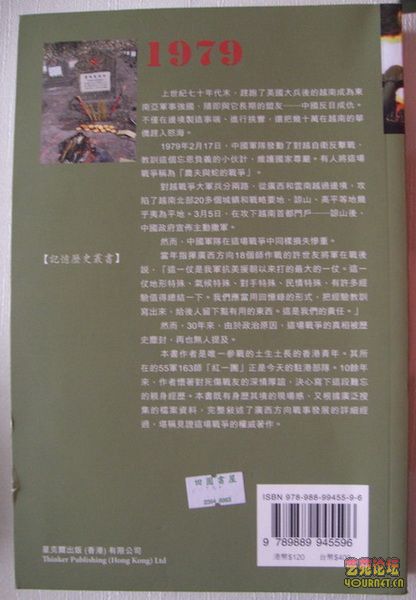 1979
上世紀七十年代末，趕跑了美國大兵後的越南成為東
南亞軍事強國，隨即與它長期的盟友——中國反目成仇。
不僅在邊境製造事端，進行挑釁，還把幾十萬在越南的華
僑趕入怒海。
1979年2月17日，中國軍隊發動了對越自衛反擊戰，
教訓這個忘恩負義的小伙計，維護國家尊嚴。有人將這場
戰爭稱為「農夫與蛇的戰爭」。
對越戰爭大軍兵分兩路，從廣西和雲南越過邊境，攻
陷了越南北部20多個城鎮和戰略要地，諒山、高平等地幾
乎夷為平地。3月5日，在攻下越南首都門戶——諒山後，
中國政府宣佈主動撤軍。
然而，中國軍隊在這場戰爭中同樣損失慘重。
當年指揮廣西方向18個師作戰的許世友將軍在戰後
說，「這一仗是我軍抗美援朝以來打的最大的一仗。這一
仗地形特殊，氣候特殊，對手特殊，民情特殊，有許多經
驗值得總結一下。我們應當用回憶錄的形式，把經驗教訓
寫出來，給後人留下點有用的東西。這是我們的責任。」
然而，30年來，由於政治原因，這場戰爭的真相被歷
史塵封，再也無人提及。
本書作者是唯一參戰的土生土長的香港青年。其所
在的55軍163師「紅一團」正是今天的駐港部隊。10餘年
來，作者懷著對死傷戰友的深情厚誼，決心寫下這段難忘
的親身經歷。本書既有身歷其境的現場感，又根據廣泛搜
集的檔案資料，完整敘述了廣西方向戰事發展的詳細經
過，堪稱見證這場戰爭的權威著作。
【記憶歷史叢書】
田園書屋
2394 8863
ISBN 978-988-99455-9-6
9 789889 945596
港幣$120
台幣$40
星克爾出版(香港)有限公司
Thinker Publishing (Hong Kong) Ltd
艺苑论坛
YOURNET.CN